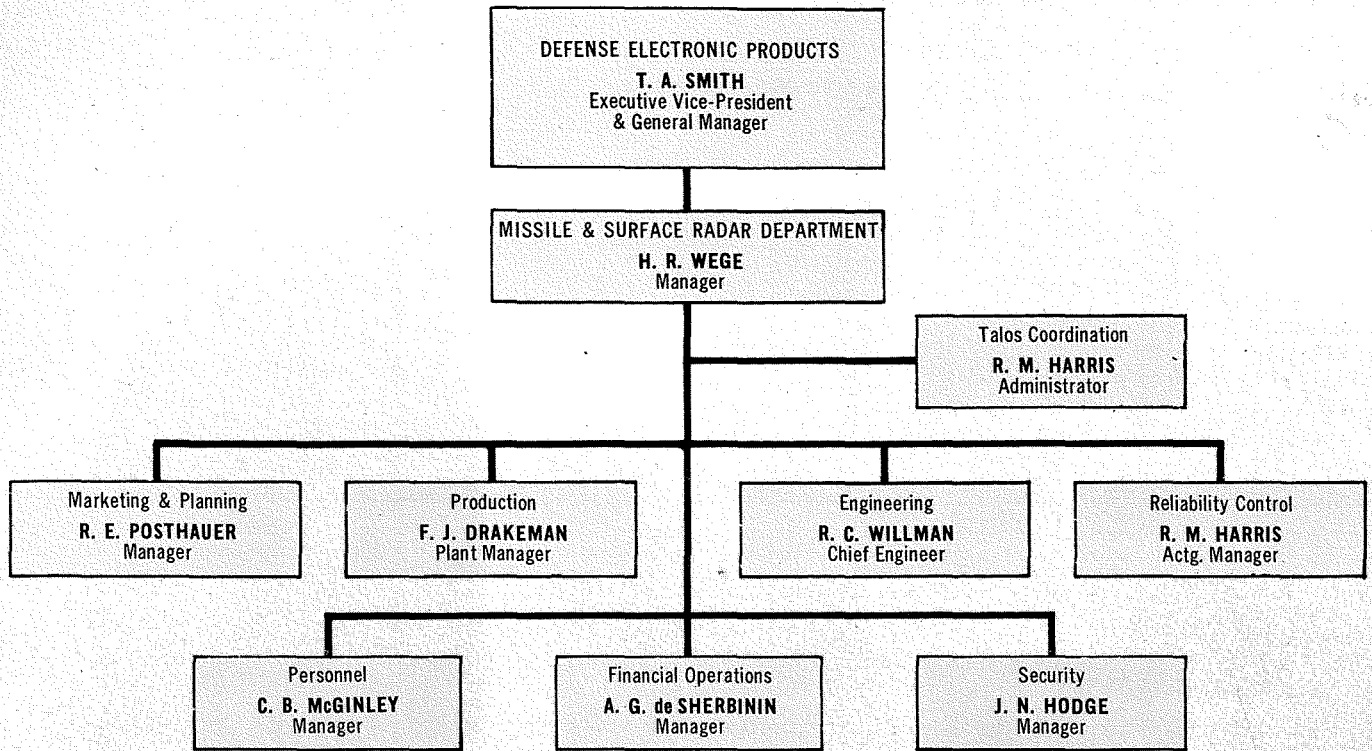 DEFENSE ELECTRONIC PRODUCTS
T. A. SMITH
Executive Vice-President
& General Manager
MISSILE & SURFACE RADAR DEPARTMENT
H. R. WEGE
Manager
Talos Coordination
R. M. HARRIS
Administrator
Marketing & Planning
R. E. POSTHAUER
Manager
Production
F. J. DRAKEMAN
Plant Manager
Engineering
R. C. WILLMAN
Chief Engineer
Reliability Control
R. M. HARRIS
Actg. Manager
Personnel
C. B. McGINLEY
Manager
Financial Operations
A. G. de SHERBININ
Manager
Security
J. N. HODGE
Manager